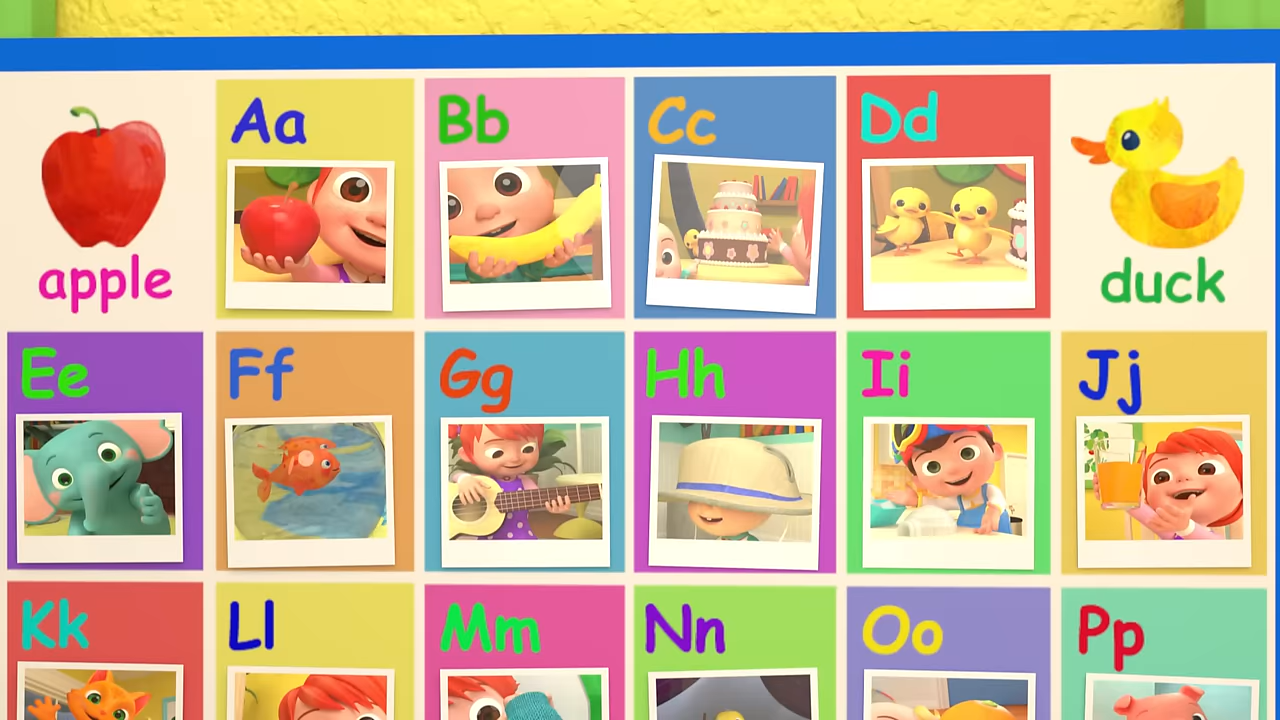 Aa Bb Cc Dd
apple duck
Ee Ff Gg Hh Ii Jj
Kk Ll Mm Nn Oo Pp